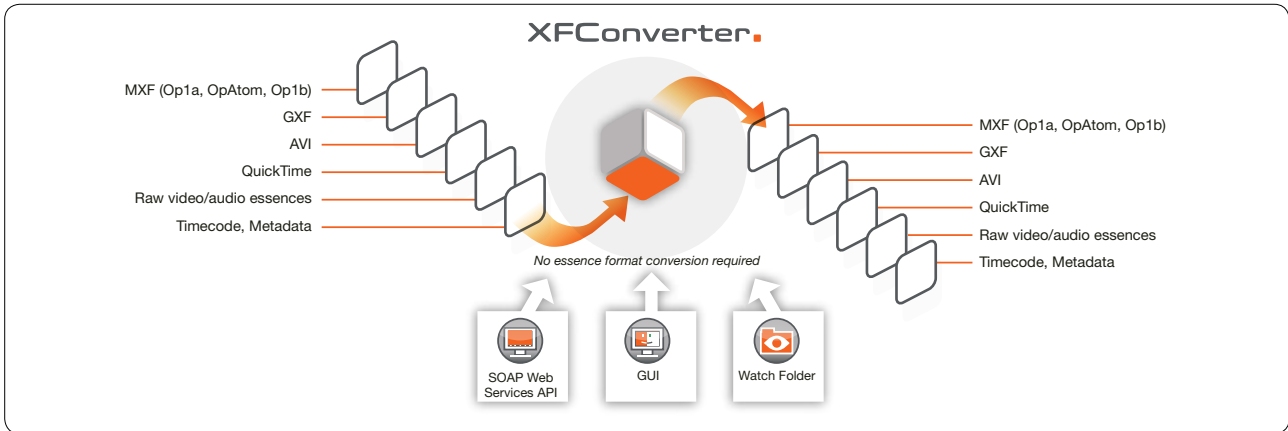 XFConverter.
MXF (Op1a, OpAtom, Op1b)
GXF
AVI
QuickTime
Raw video/audio essences
Timecode, Metadata
MXF (Op1a, OpAtom, Op1b)
GXF
AVI
QuickTime
Raw video/audio essences
Timecode, Metadata
No essence format conversion required
SOAP Web
Services API
GUI
Watch Folder